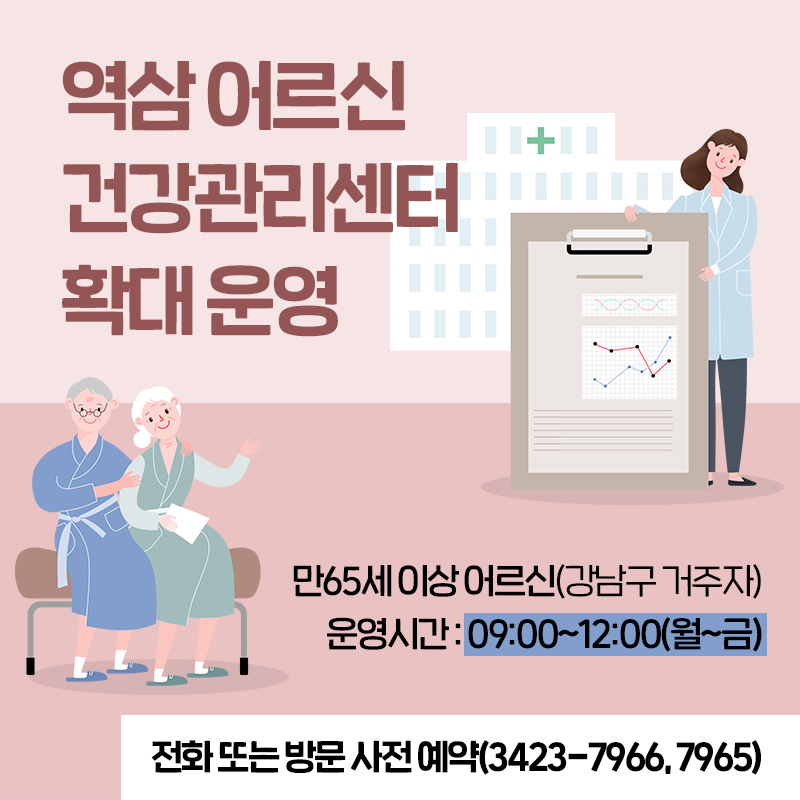 역삼 어르신
건강관리센터
확대 운영
만65세 이상 어르신(강남구 거주자)
운영시간 : 09:00~12:00(월~금)
전화 또는 방문 사전 예약(3423-7966, 7965)